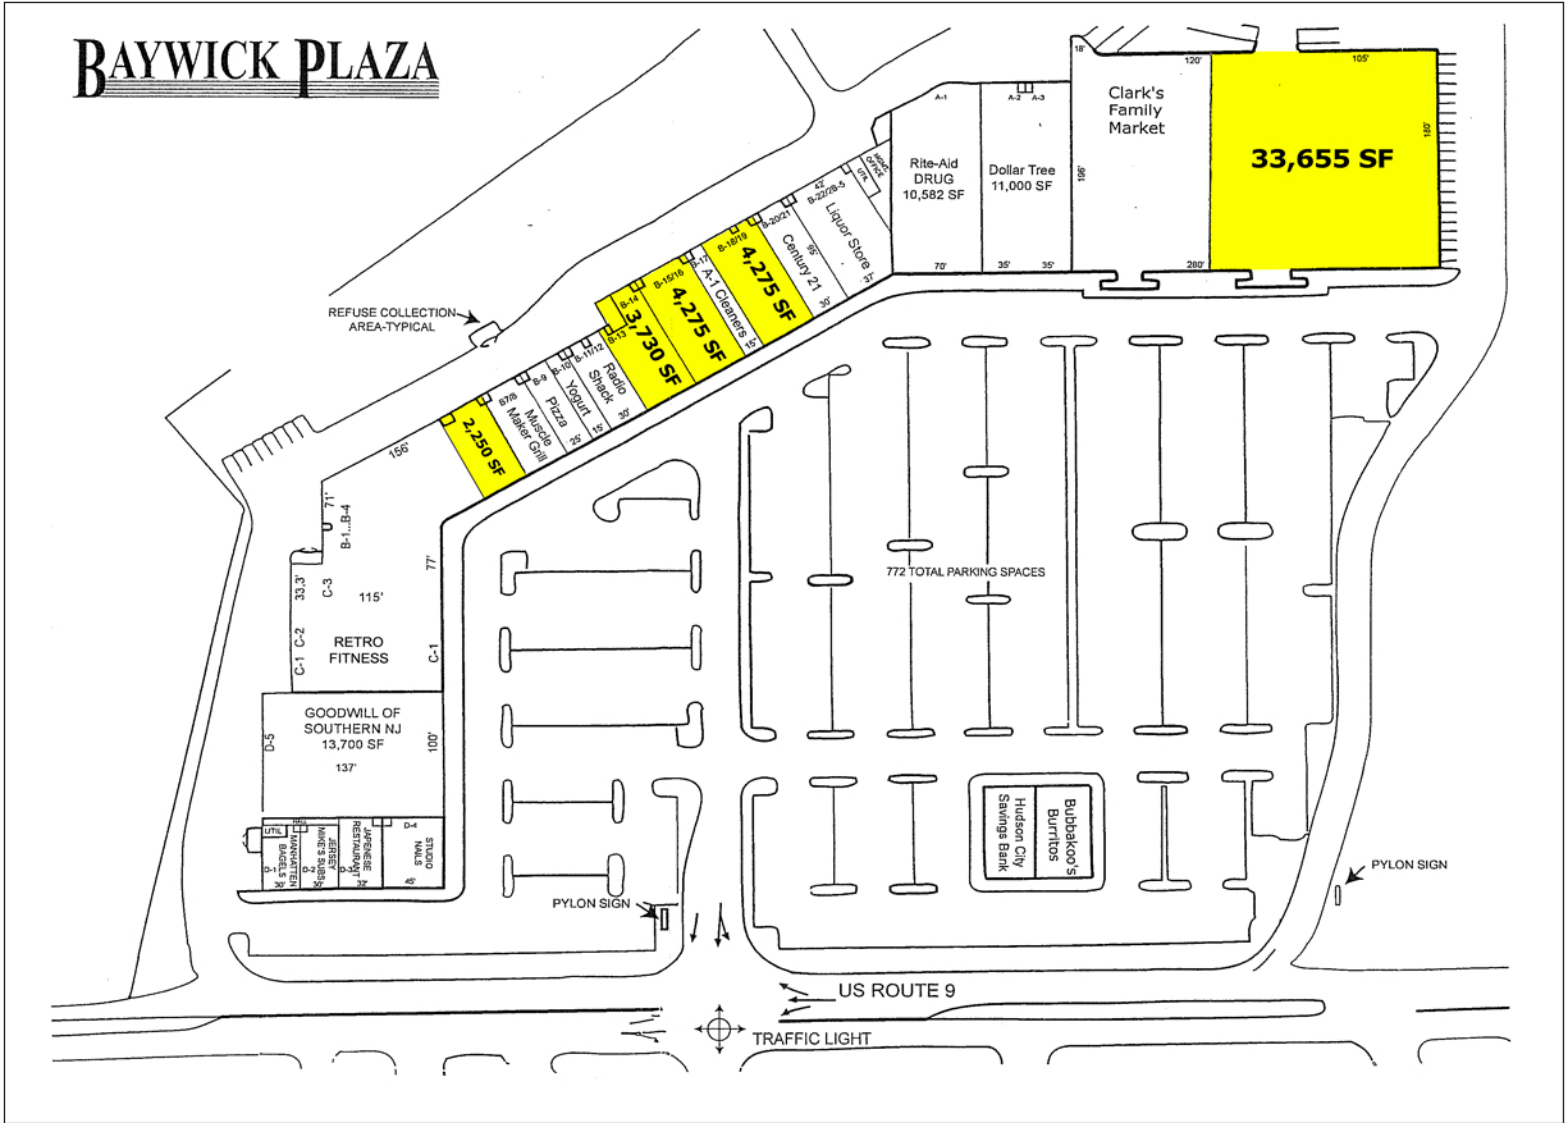 BAYWICK PLAZA
18'
120'
105'
Clark's
Family
Market
180'
33,655 SF
196'
280'
A-1
A-2
A-3
Rite-Aid
DRUG
10,582 SF
Dollar Tree
11,000 SF
70'
35'
35'
MGMT.
OFFICE
UTIL
42'
B-22/2B-5
Liquor Store
B-20/21
95'
Century 21
30'
B-18/19
4,275 SF
B-17
A-1 Cleaners
15'
B-15/16
4,275 SF
B-14
B-13
3,730 SF
B-11/12
Radio
Shack
30'
B-10
Yogurt
15'
B-9
Pizza
B7/8
Muscle
Maker Grill
2,250 SF
REFUSE COLLECTION
AREA-TYPICAL
156'
71'
B-1...B-4
77'
33.3'
C-3
115'
C-2
C-1
RETRO
FITNESS
C-1
GOODWILL OF
SOUTHERN NJ
13,700 SF
137'
D-5
100'
UTIL
MANHATTEN
BAGELS
D-1
30'
JERSEY
MIKE'S SUBS
D-2
30'
JAPENESE
RESTAURANT
D-3
32'
D-4
STUDIO
NAILS
45'
772 TOTAL PARKING SPACES
Hudson City
Savings Bank
Bubbakoo's
Burritos
PYLON SIGN
PYLON SIGN
US ROUTE 9
TRAFFIC LIGHT